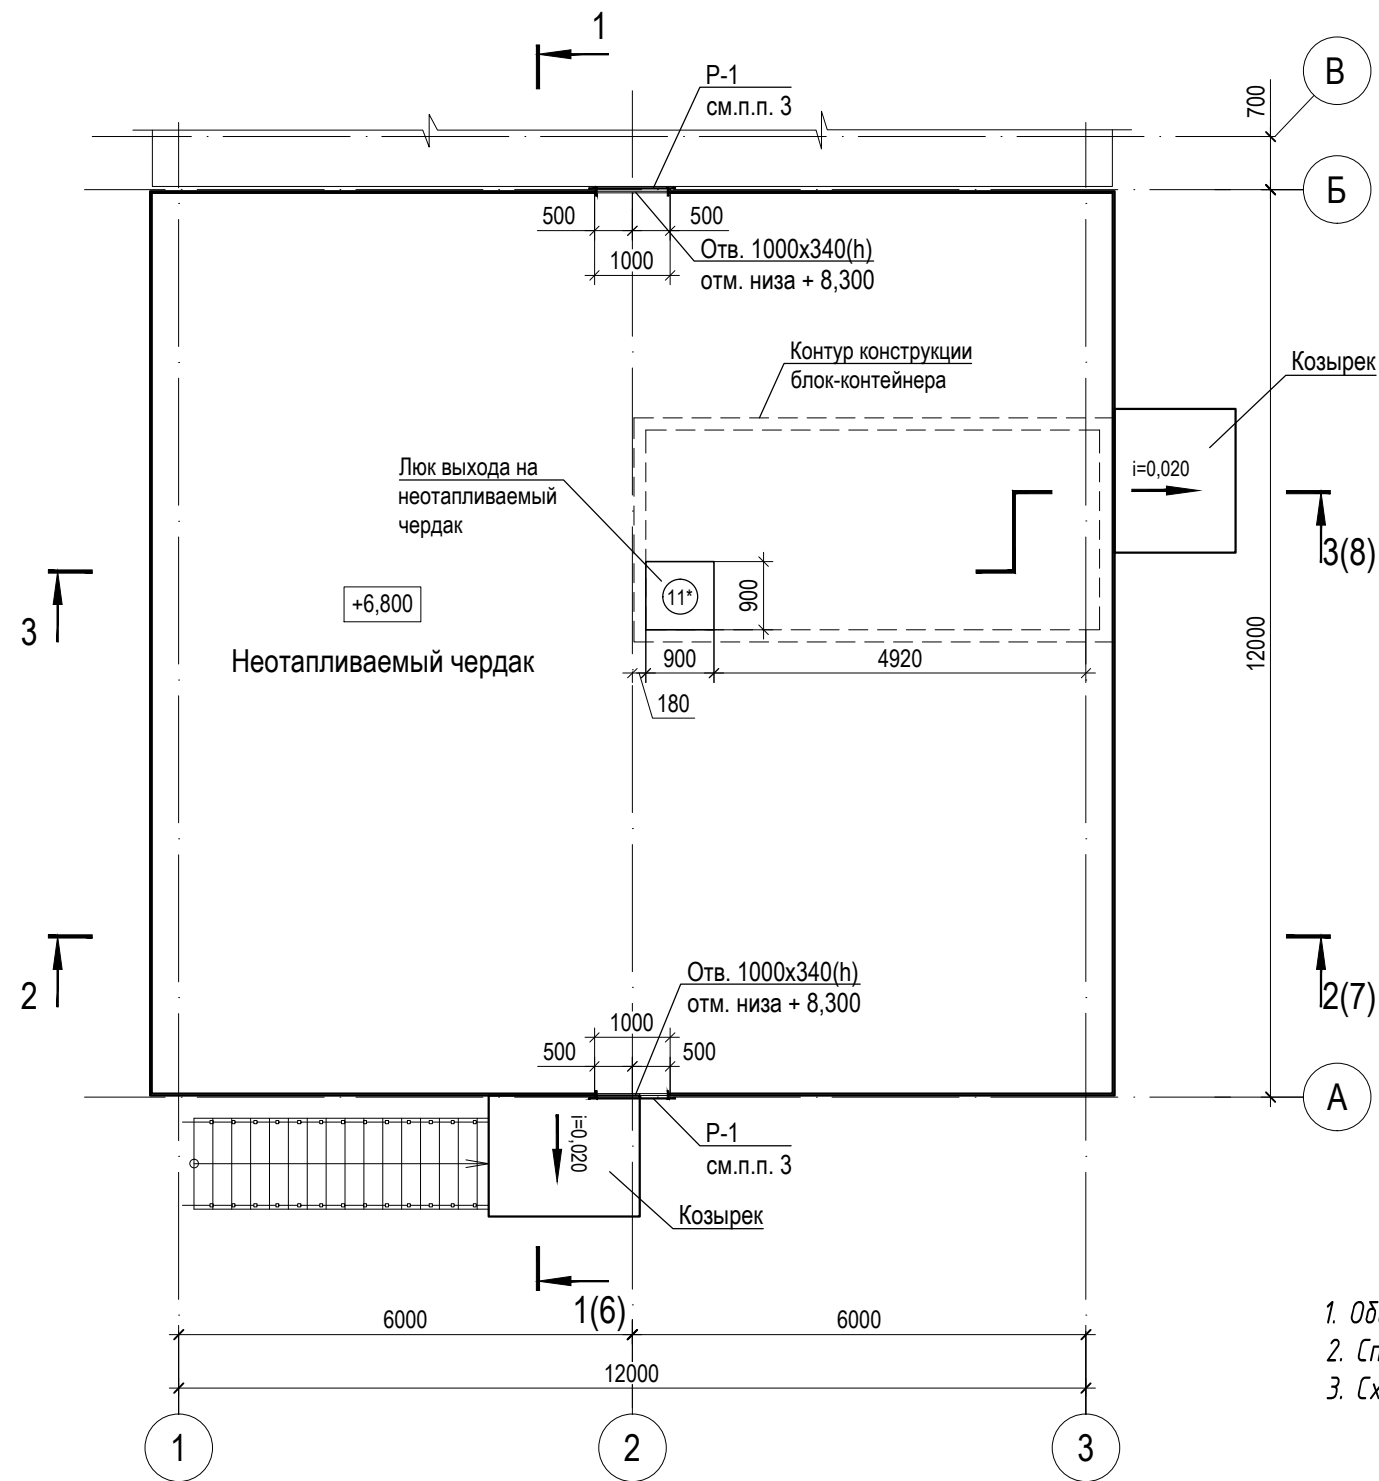 1
Р-1
см.п.п. 3
В
700
Б
500
500
1000
Отв. 1000х340(h)
отм. низа + 8,300
Контур конструкции
блок-контейнера
Козырек
Люк выхода на
неотапливаемый
чердак
i=0,020
3(8)
3
+6,800
11*
900
12000
Неотапливаемый чердак
900
4920
180
2
Отв. 1000х340(h)
отм. низа + 8,300
2(7)
1000
500
500
А
i=0,020
Р-1
см.п.п. 3
Козырек
1(6)
6000
6000
12000
1
2
3
1.
2.
3.